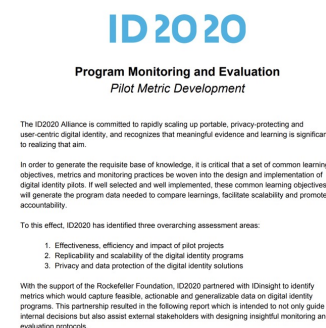 ID2020
Program Monitoring and Evaluation
Pilot Metric Development
The ID2020 Alliance is committed to rapidly scaling up portable, privacy-protecting and
user-centric digital identity, and recognizes that meaningful evidence and learning is significan
to realizing that aim.
In order to generate the requisite base of knowledge, it is critical that a set of common learning
objectives, metrics and monitoring practices be woven into the design and implementation of
digital identity pilots. If well selected and well implemented, these common learning objectives
will generate the program data needed to compare learnings, facilitate scalability and promote
accountability.
To this effect, ID2020 has identified three overarching assessment areas:
1. Effectiveness, efficiency and impact of pilot projects
2. Replicability and scalability of the digital identity programs
3. Privacy and data protection of the digital identity solutions
With the support of the Rockefeller Foundation, ID2020 partnered with IDinsight to identify
metrics which would capture feasible, actionable and generalizable data on digital identity
programs. This partnership resulted in the following report which is intended to not only guide
internal decisions but also assist external stakeholders with designing insightful monitoring an
evaluation protocols.